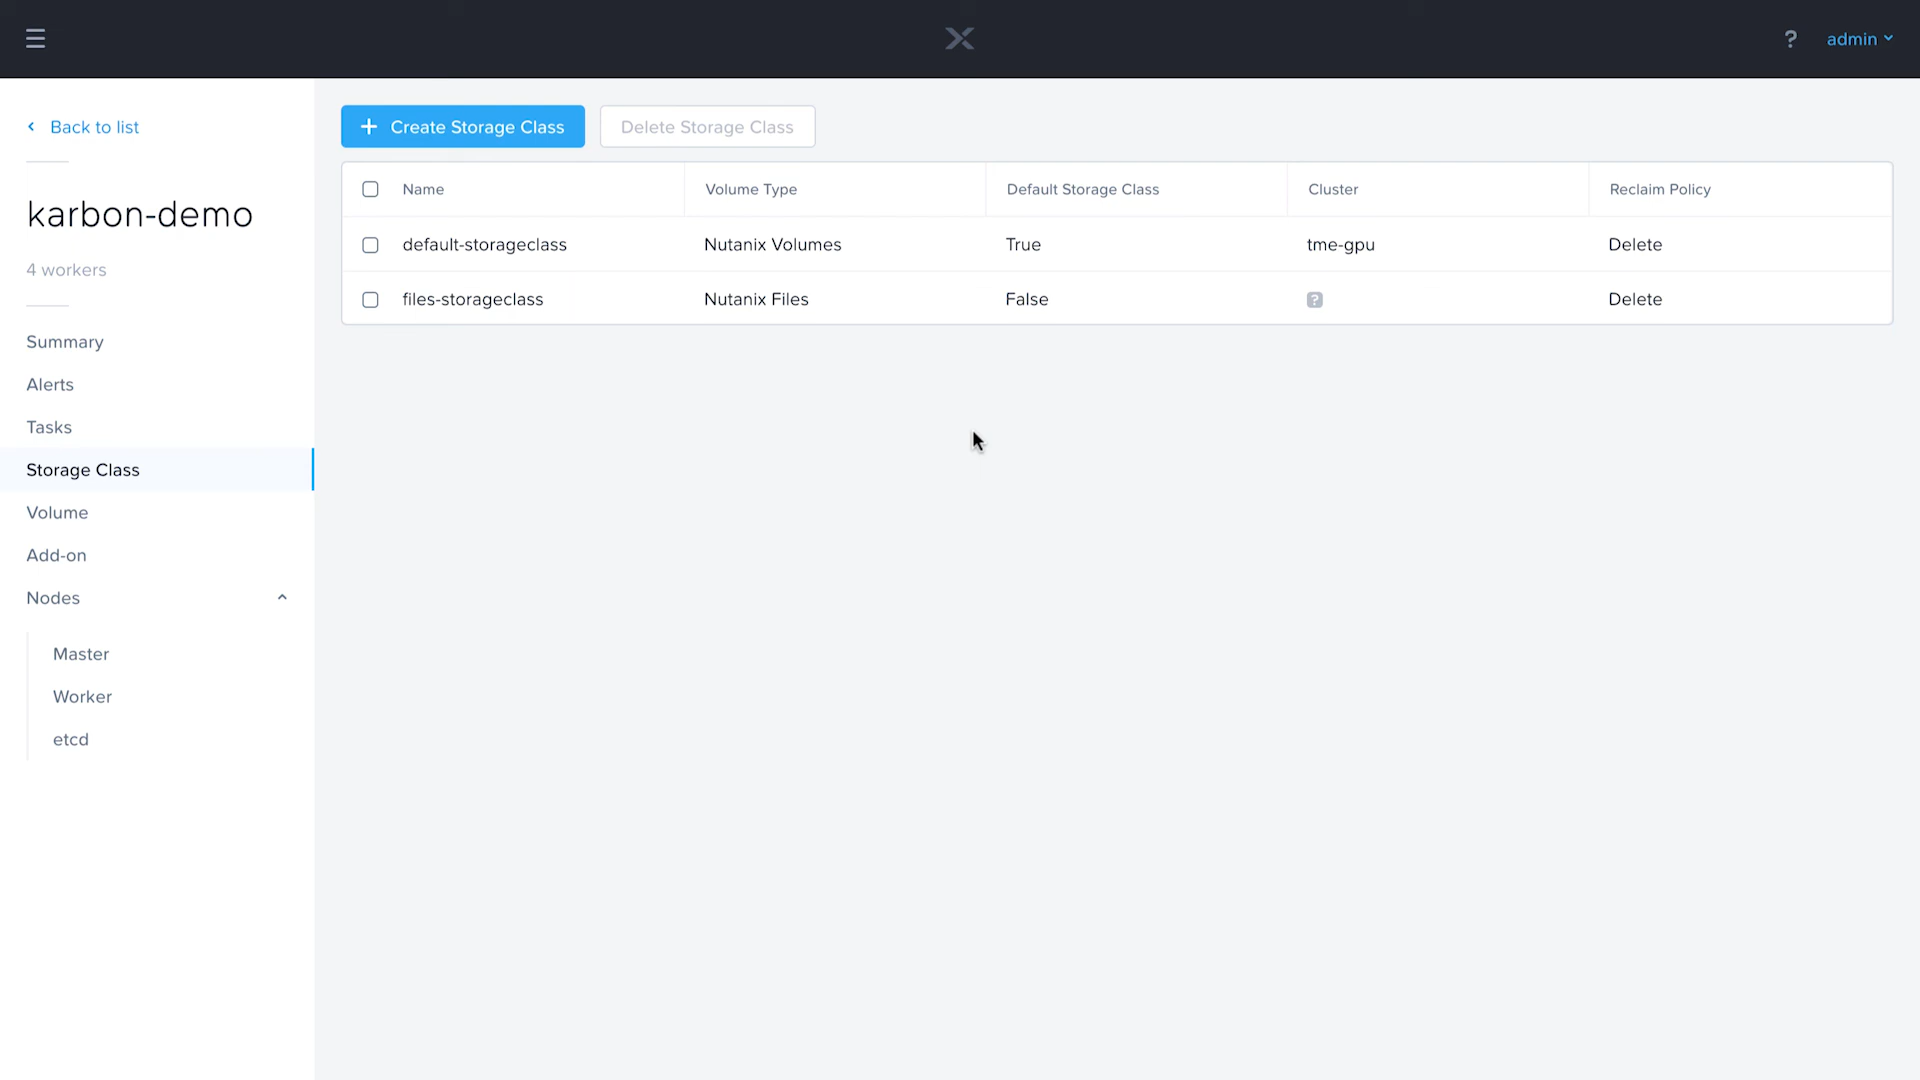 ? admin
Back to list
+ Create Storage Class
Delete Storage Class
karbon-demo
4 workers
Summary
Alerts
Tasks
Storage Class
Volume
Add-on
Nodes
Master
Worker
etcd
Name Volume Type Default Storage Class Cluster Reclaim Policy
default-storageclass Nutanix Volumes True tme-gpu Delete
files-storageclass Nutanix Files False ? Delete